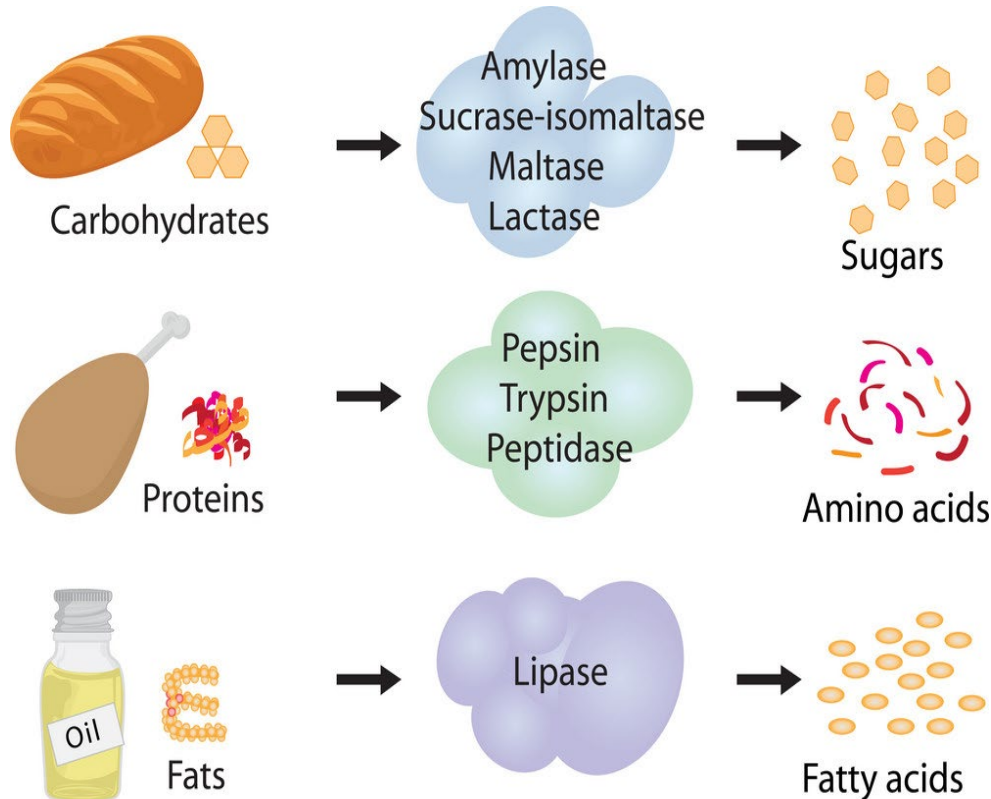 Carbohydrates
Amylase
Sucrase-isomaltase
Maltase
Lactase
Sugars
Proteins
Pepsin
Trypsin
Peptidase
Amino acids
Oil
Fats
Lipase
Fatty acids